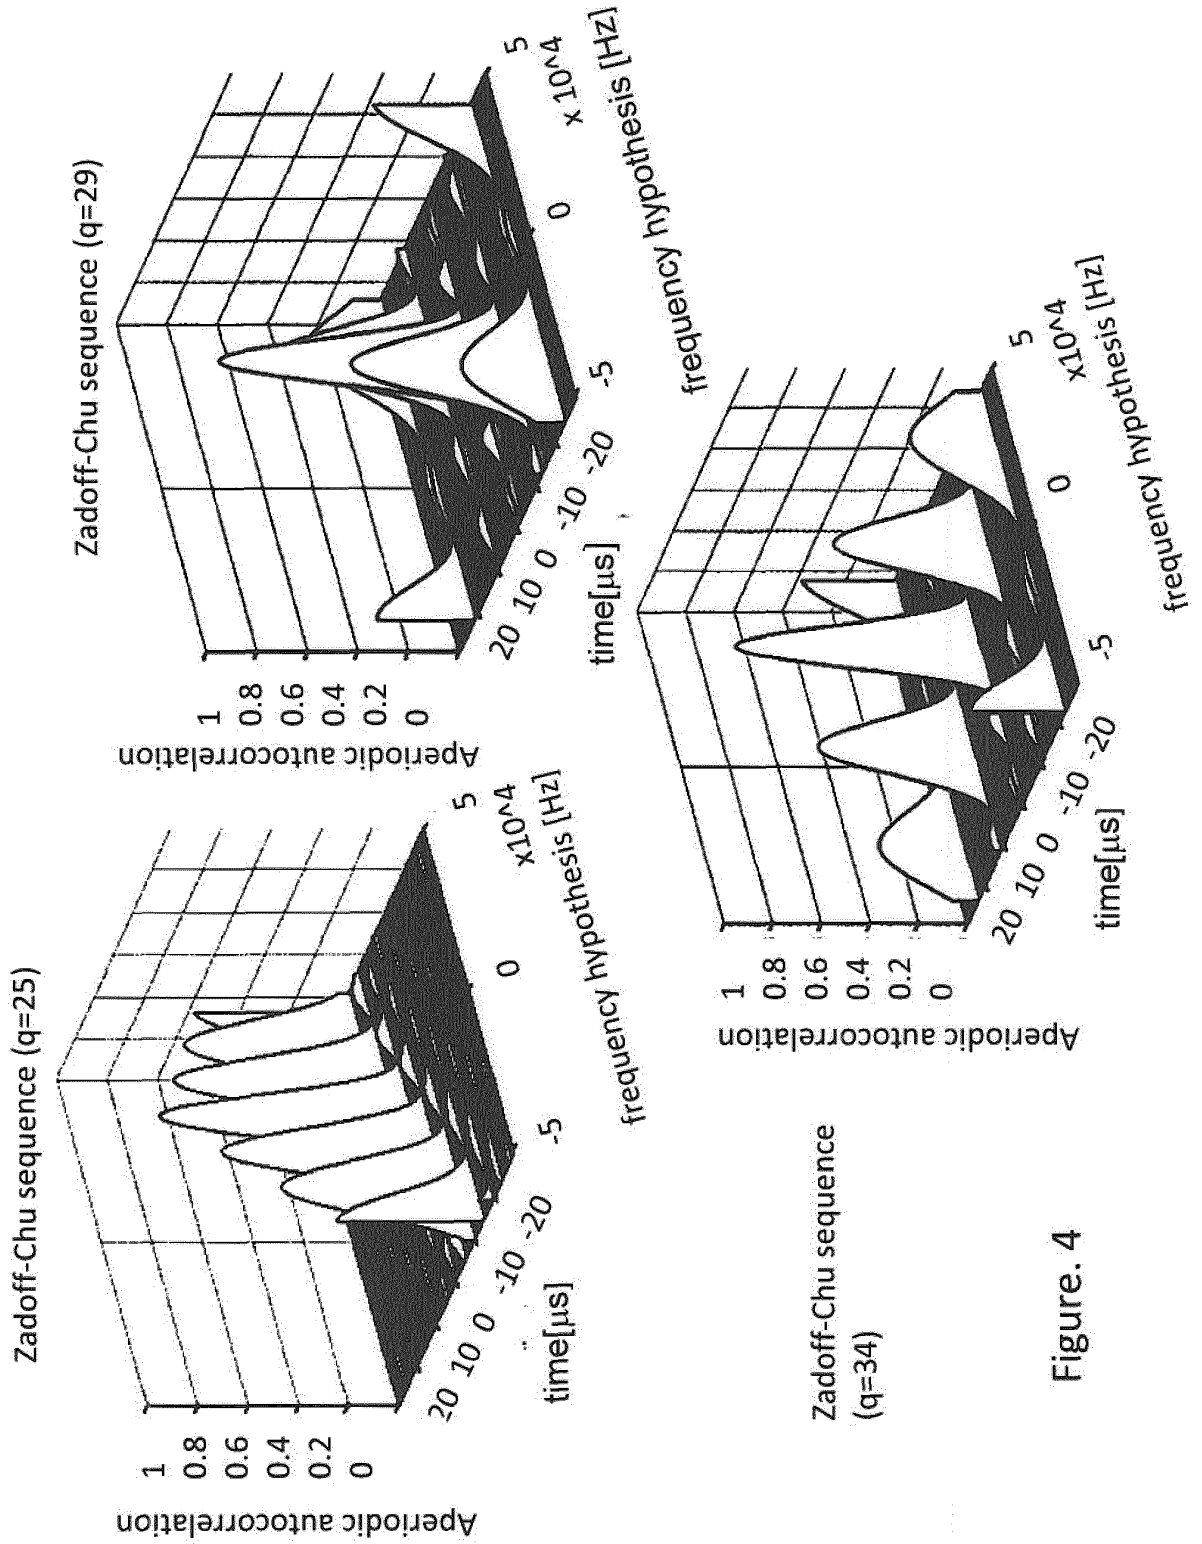 Zadoff-Chu sequence (q=25)
Aperiodic autocorrelation
1
0.8
0.6
0.4
0.2
0
20
10
0
-10
-20
time[µs]
-5
0
5
x10^4
frequency hypothesis [Hz]
Zadoff-Chu sequence (q=29)
Aperiodic autocorrelation
1
0.8
0.6
0.4
0.2
0
20
10
0
-10
-20
time[µs]
-5
0
5
x 10^4
frequency hypothesis [Hz]
Zadoff-Chu sequence
(q=34)
Aperiodic autocorrelation
1
0.8
0.6
0.4
0.2
0
20
10
0
-10
-20
time[µs]
-5
0
5
x10^4
frequency hypothesis [Hz]
Figure. 4